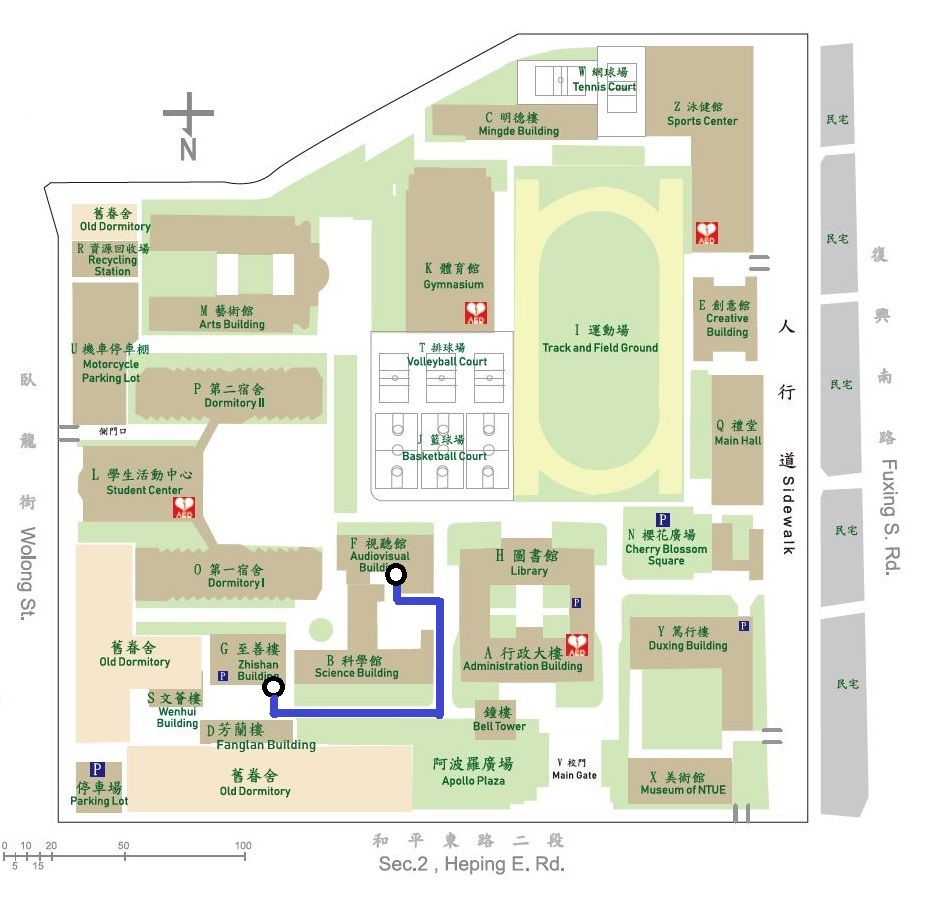 W 網球場
Tennis Court
C 明德樓
Mingde Building
Z 泳健館
Sports Center
N
舊眷舍
Old Dormitory
R 資源回收場
Recycling
Station
AED
K 體育館
Gymnasium
AED
E 創意館
Creative
Building
M 藝術館
Arts Building
I 運動場
Track and Field Ground
U 機車停車棚
Motorcycle
Parking Lot
T 排球場
Volleyball Court
P 第二宿舍
Dormitory II
側門口
J 籃球場
Basketball Court
Q 禮堂
Main Hall
L 學生活動中心
Student Center
AED
人行道 Sidewalk
民宅
民宅
民宅
民宅
民宅
復興南路 Fuxing S. Rd.
臥龍街 Wolong St.
F 視聽館
Audiovisual
Building
H 圖書館
Library
P
N 櫻花廣場
Cherry Blossom
Square
O 第一宿舍
Dormitory I
P
P
Y 篤行樓
Duxing Building
舊眷舍
Old Dormitory
G 至善樓
Zhishan
Building
P
B 科學館
Science Building
AED
A 行政大樓
Administration Building
S 文薈樓
Wenhui
Building
D 芳蘭樓
Fanglan Building
鐘樓
Bell Tower
P
停車場
Parking Lot
舊眷舍
Old Dormitory
阿波羅廣場
Apollo Plaza
V 校門
Main Gate
X 美術館
Museum of NTUE
0 10 20 50 100
5 15
和平東路二段
Sec.2 , Heping E. Rd.